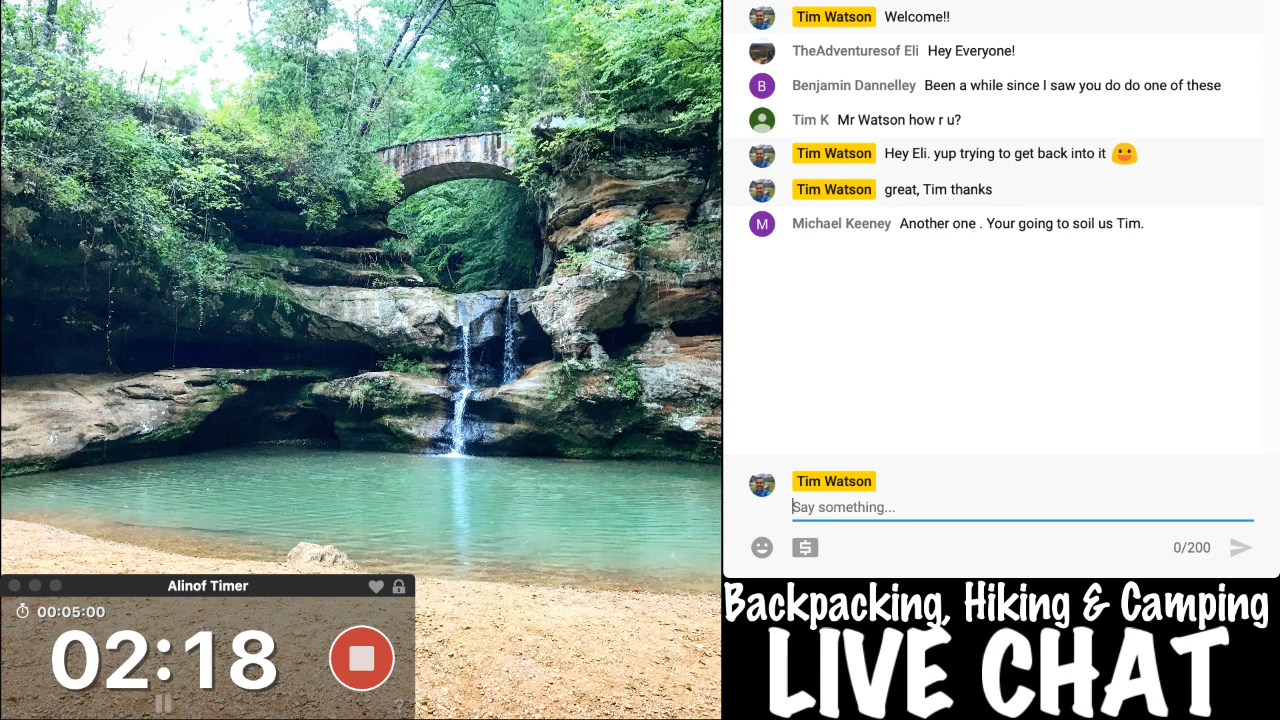 Tim Watson Welcome!!
TheAdventuresof Eli Hey Everyone!
B Benjamin Dannelley Been a while since I saw you do do one of these
Tim K Mr Watson how r u?
Tim Watson Hey Eli. yup trying to get back into it
Tim Watson great, Tim thanks
M Michael Keeney Another one . Your going to soil us Tim.
Tim Watson
Say something...
0/200
Alinof Timer
00:05:00
02:18
Backpacking, Hiking & Camping
LIVE CHAT